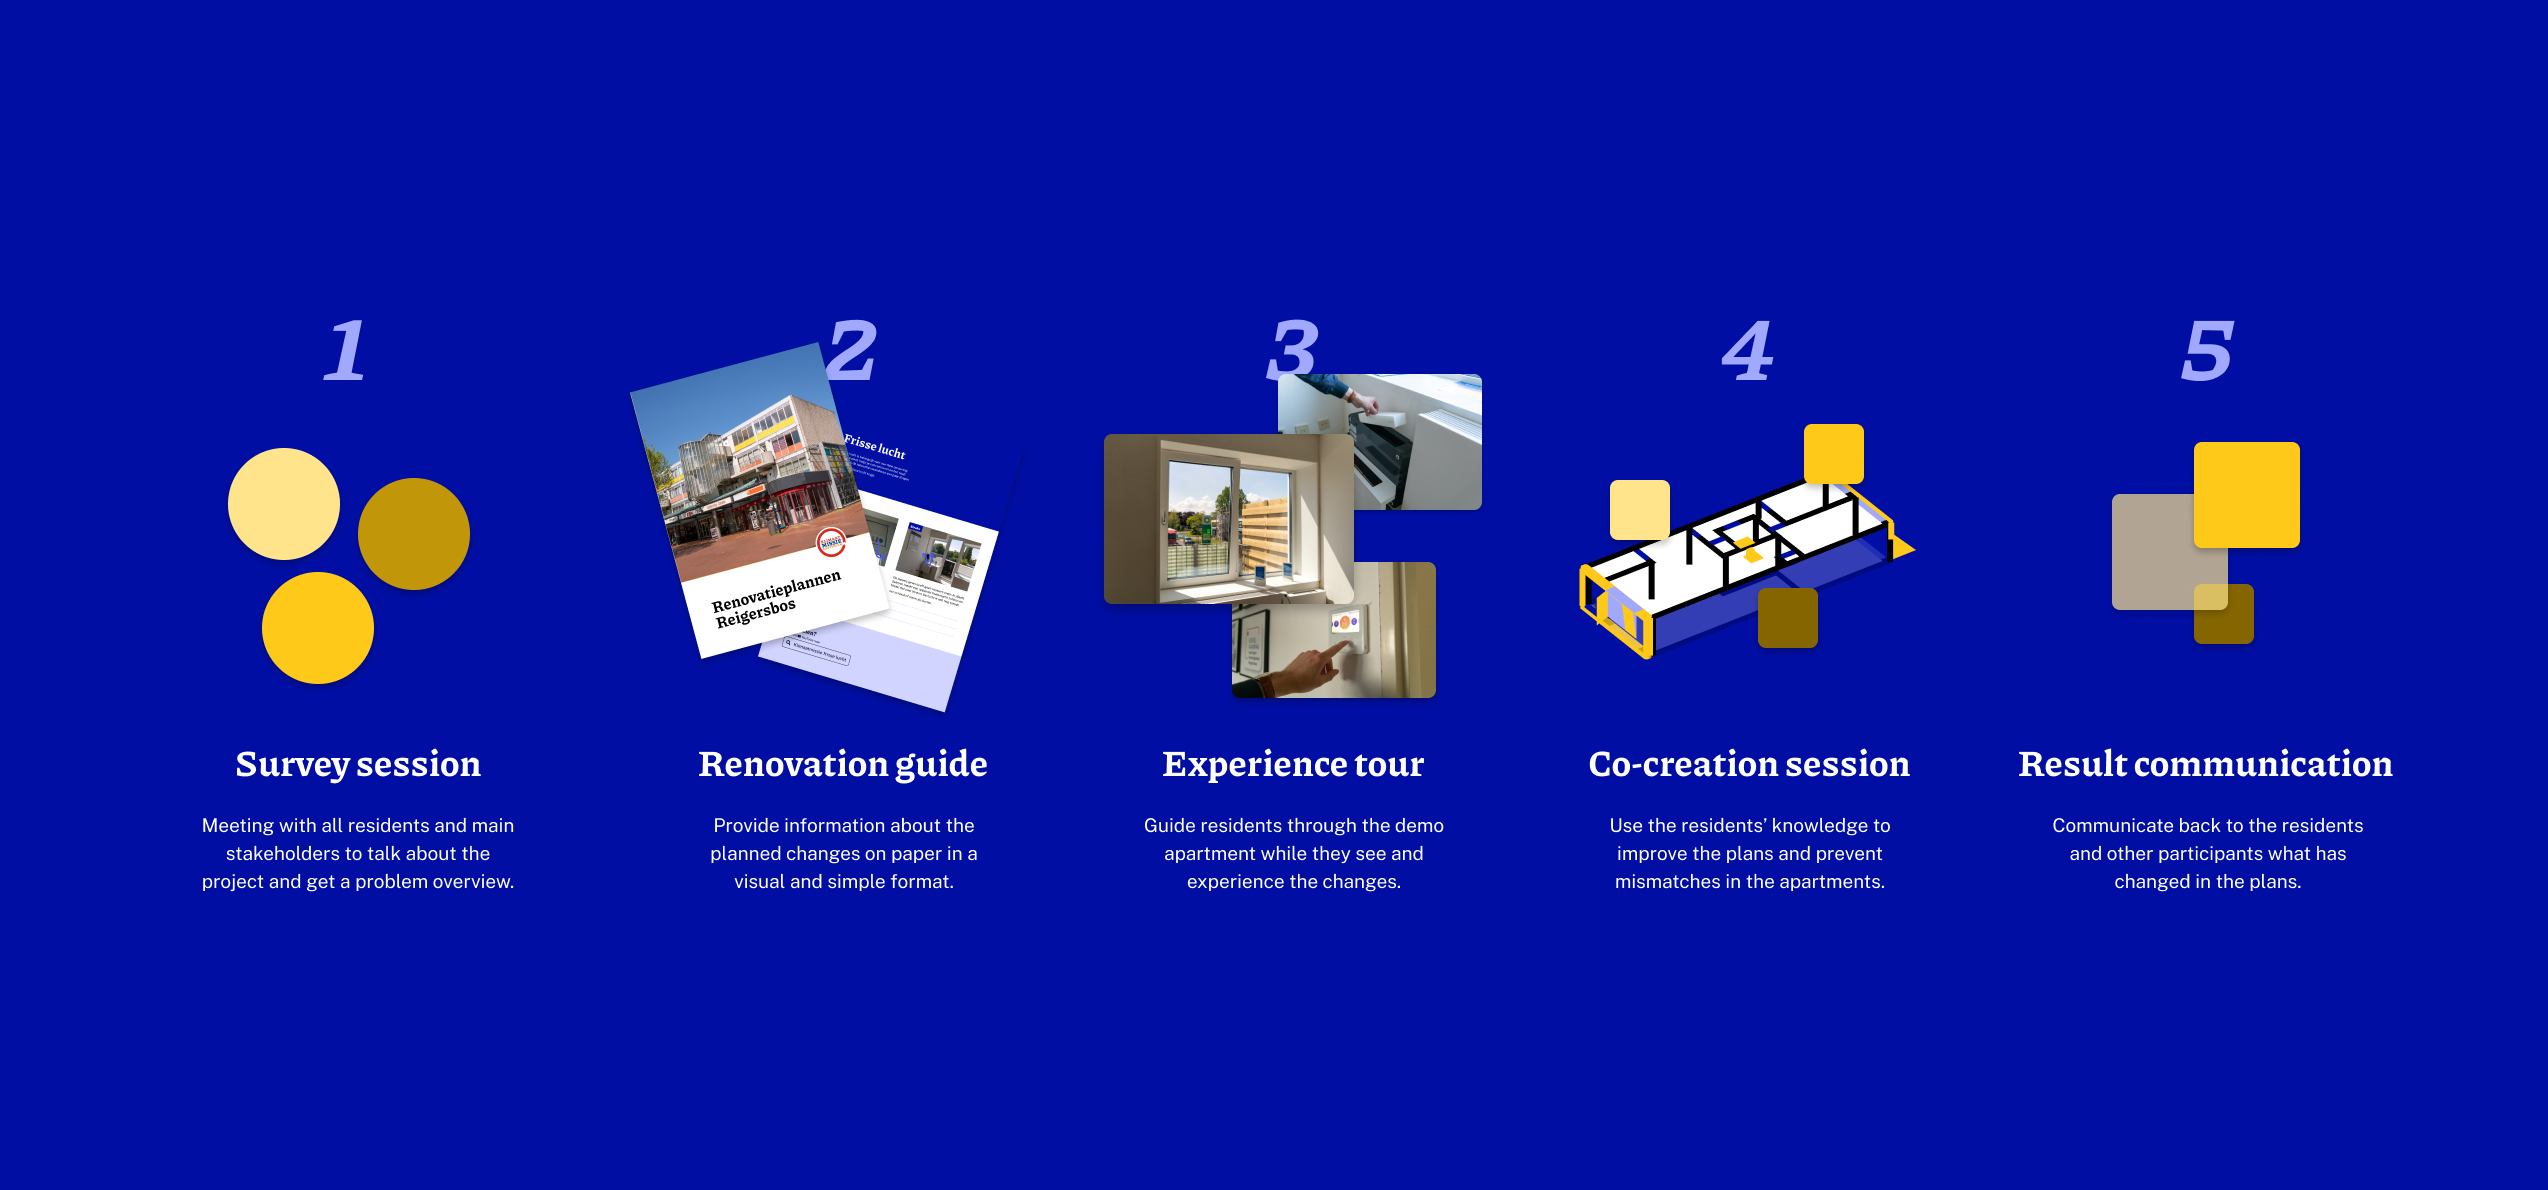 1
2
3
4
5
Frisse lucht
Renovatieplannen
Reigersbos
Survey session
Meeting with all residents and main
stakeholders to talk about the
project and get a problem overview.
Renovation guide
Provide information about the
planned changes on paper in a
visual and simple format.
Experience tour
Guide residents through the demo
apartment while they see and
experience the changes.
Co-creation session
Use the residents’ knowledge to
improve the plans and prevent
mismatches in the apartments.
Result communication
Communicate back to the residents
and other participants what has
changed in the plans.